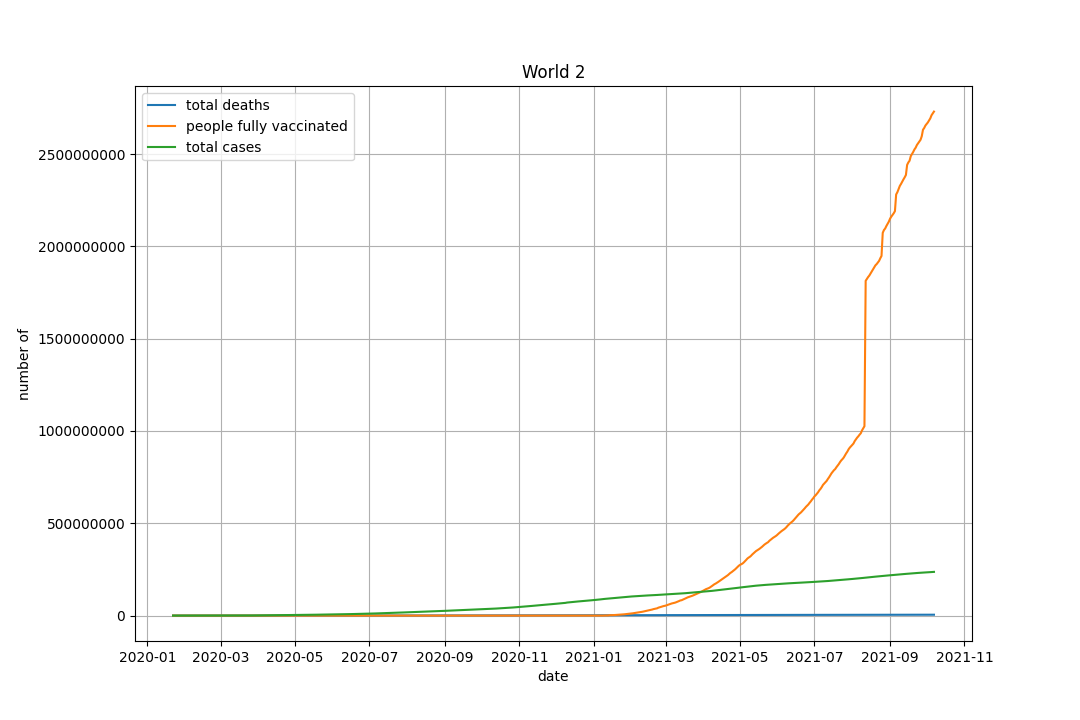 World 2
total deaths
people fully vaccinated
total cases
number of
2500000000
2000000000
1500000000
1000000000
500000000
0
2020-01 2020-03 2020-05 2020-07 2020-09 2020-11 2021-01 2021-03 2021-05 2021-07 2021-09 2021-11
date